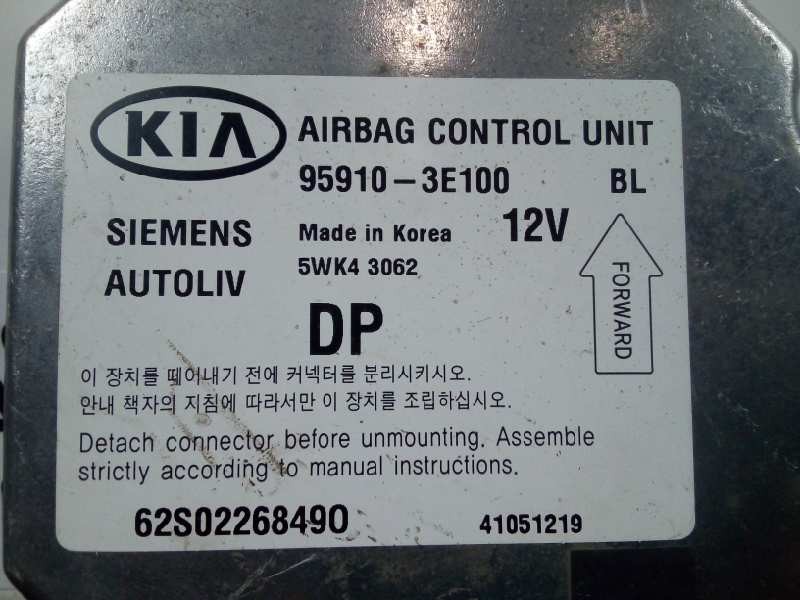 KIA
AIRBAG CONTROL UNIT
95910-3E100 BL
SIEMENS
AUTOLIV
Made in Korea 12V
5WK4 3062
FORWARD
DP
이 장치를 떼어내기 전에 커넥터를 분리시키시오.
안내 책자의 지침에 따라서만 이 장치를 조립하십시오.
Detach connector before unmounting. Assemble
strictly according to manual instructions.
62S02268490 41051219